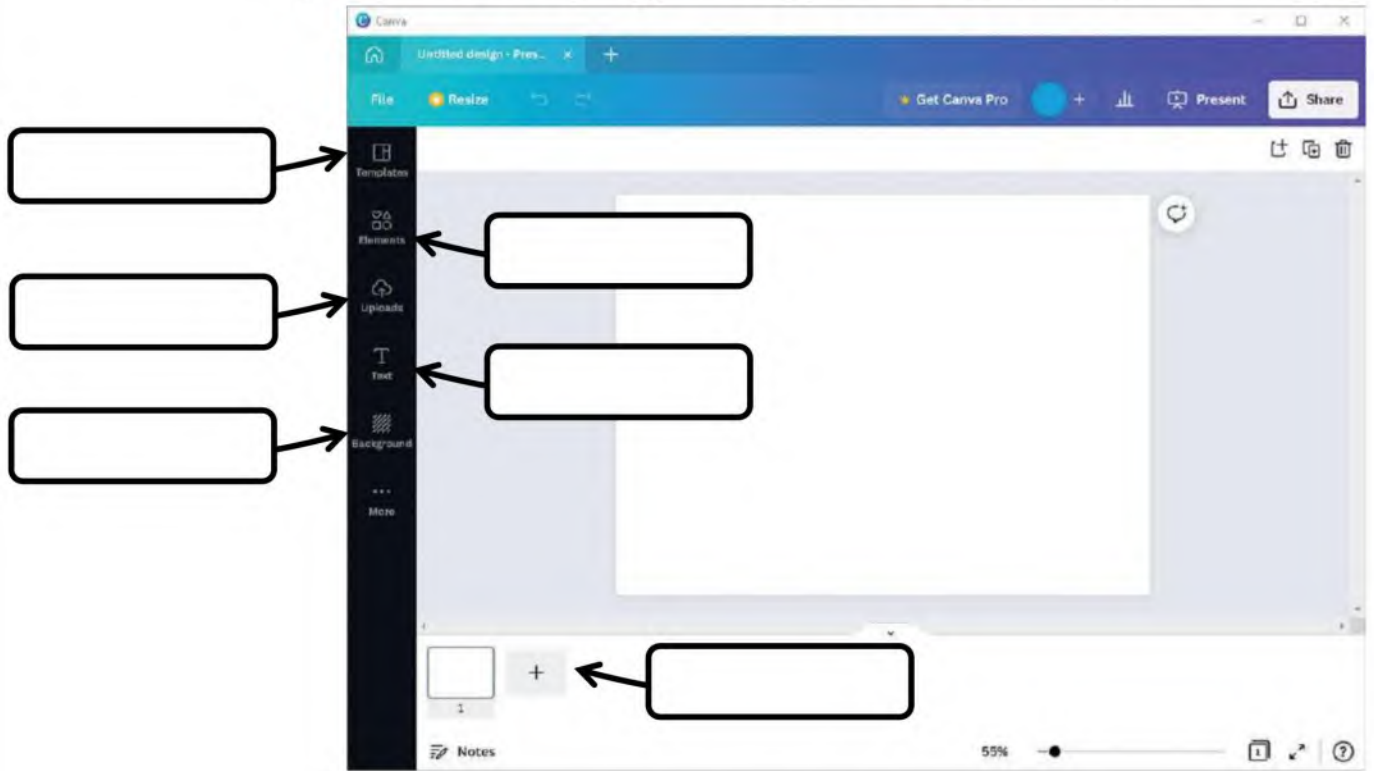 Canva
Untitled design - Pres...
File Resize Get Canva Pro Present Share
Templates
Elements
Uploads
Text
Background
More
1
Notes 55% 1